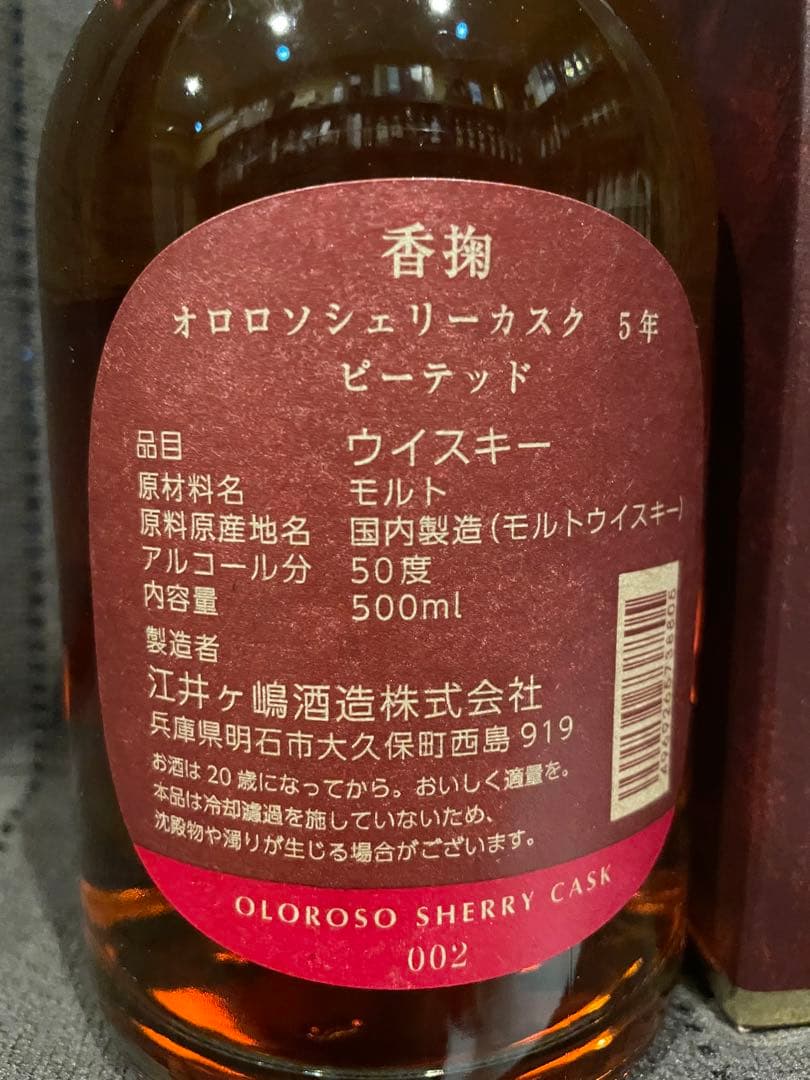 香掬
オロロソシェリーカスク 5年
ピーテッド
品目 ウイスキー
原材料名 モルト
原料原産地名 国内製造(モルトウイスキー)
アルコール分 50度
内容量 500ml
製造者
江井ヶ嶋酒造株式会社
兵庫県明石市大久保町西島919
お酒は20歳になってから。おいしく適量を。
本品は冷却濾過を施していないため、
沈殿物や濁りが生じる場合がございます。
OLOROSO SHERRY CASK
002